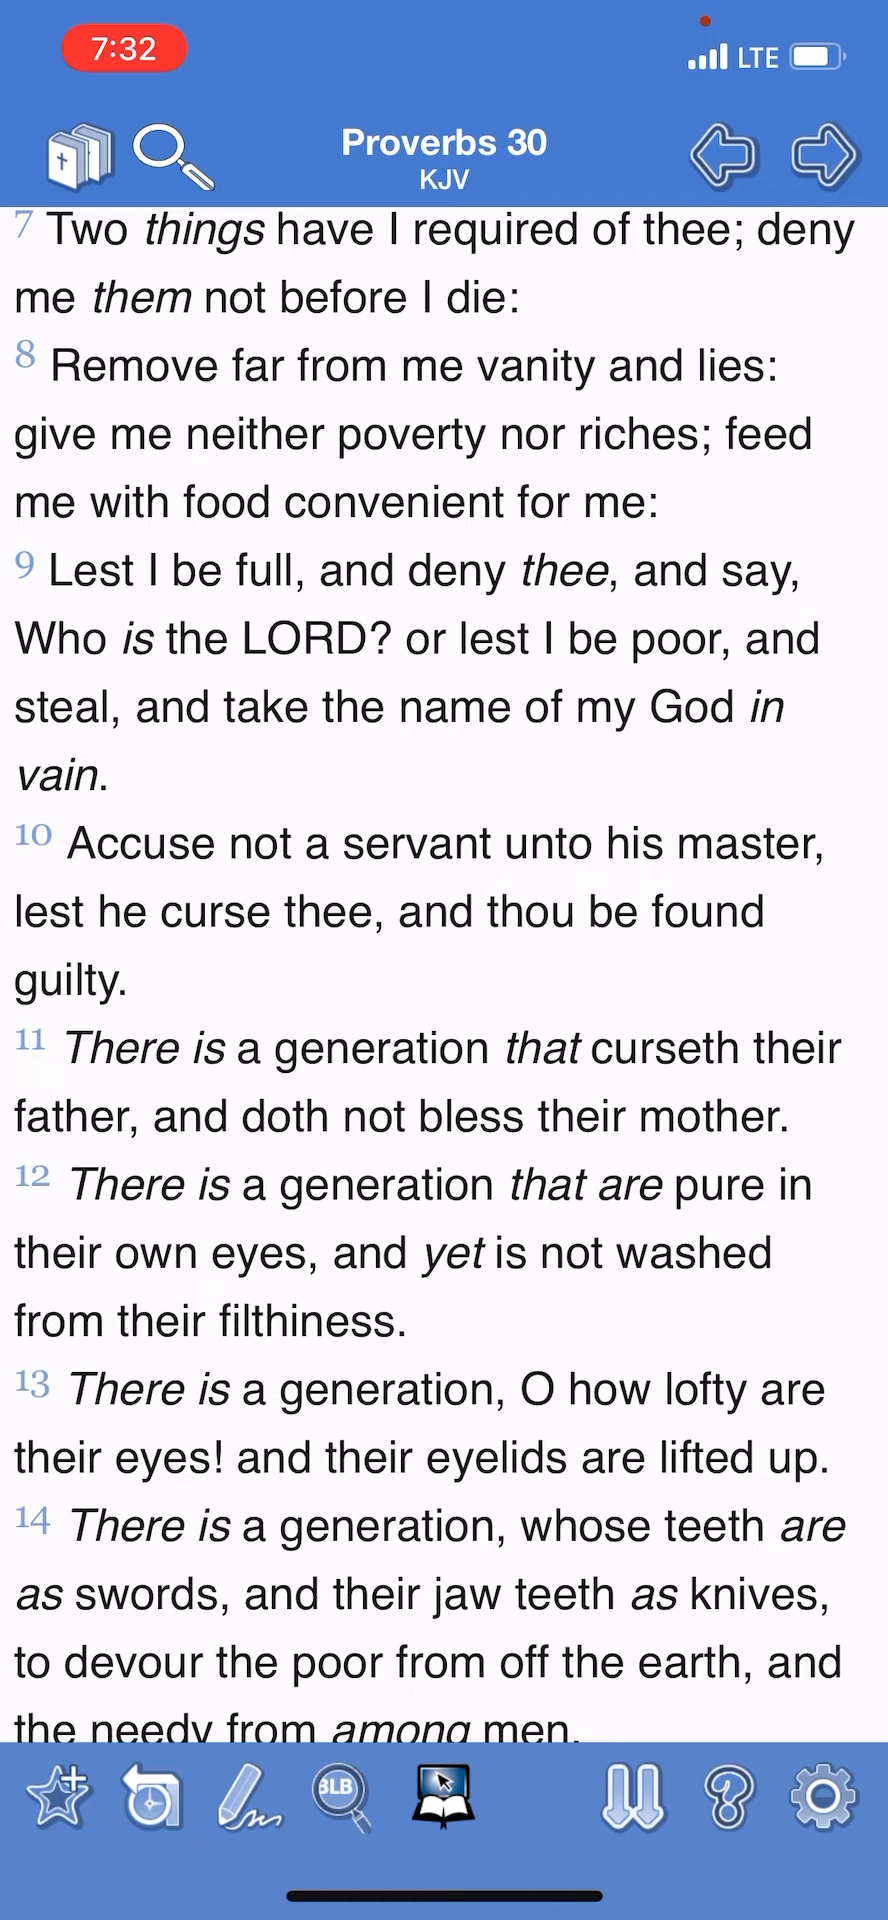 7:32
LTE
Proverbs 30
KJV
7 Two things have I required of thee; deny
me them not before I die:
8 Remove far from me vanity and lies:
give me neither poverty nor riches; feed
me with food convenient for me:
9 Lest I be full, and deny thee, and say,
Who is the LORD? or lest I be poor, and
steal, and take the name of my God in
vain.
10 Accuse not a servant unto his master,
lest he curse thee, and thou be found
guilty.
11 There is a generation that curseth their
father, and doth not bless their mother.
12 There is a generation that are pure in
their own eyes, and yet is not washed
from their filthiness.
13 There is a generation, O how lofty are
their eyes! and their eyelids are lifted up.
14 There is a generation, whose teeth are
as swords, and their jaw teeth as knives,
to devour the poor from off the earth, and
the needy from among men.
BLB